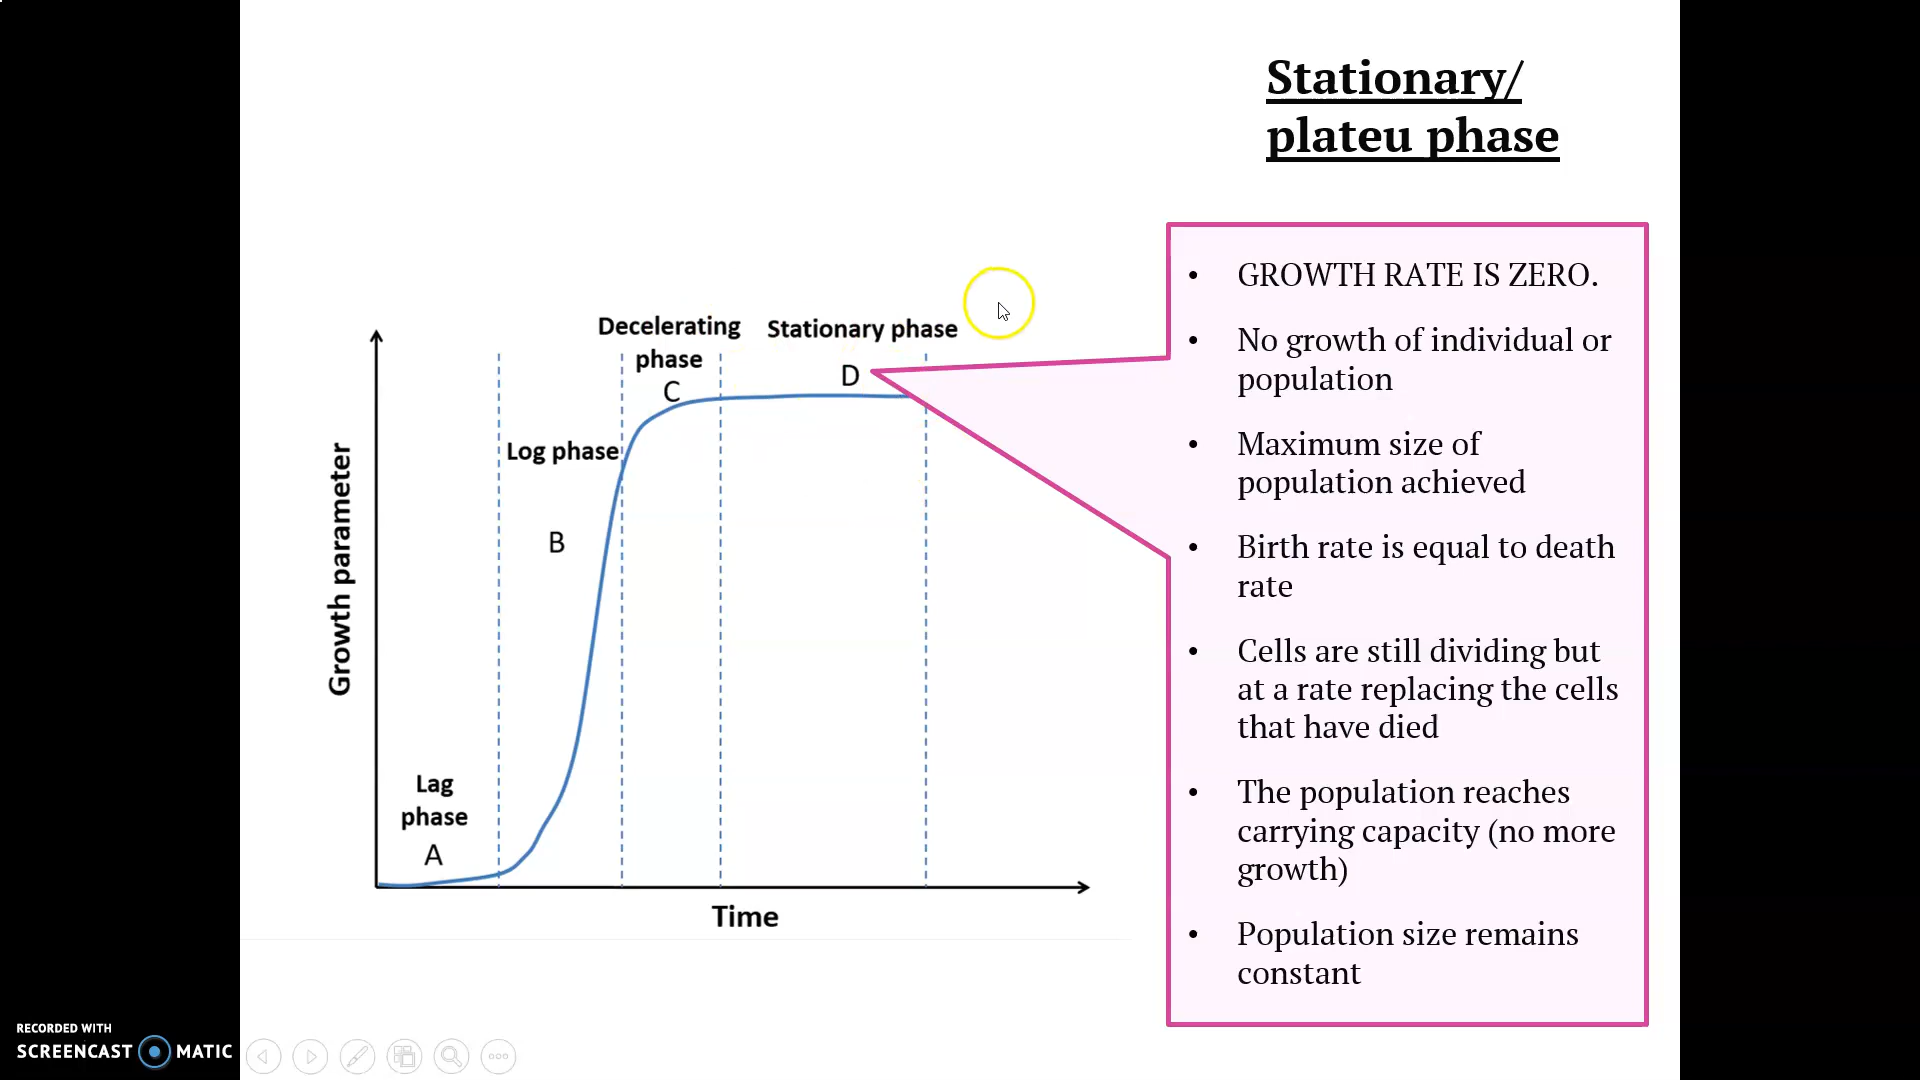 Stationary/
plateu phase
• GROWTH RATE IS ZERO.
• No growth of individual or
population
• Maximum size of
population achieved
• Birth rate is equal to death
rate
• Cells are still dividing but
at a rate replacing the cells
that have died
• The population reaches
carrying capacity (no more
growth)
• Population size remains
constant
Decelerating
phase
C
Stationary phase
D
Log phase
B
Lag
phase
A
Growth parameter
Time
RECORDED WITH
SCREENCAST MATIC